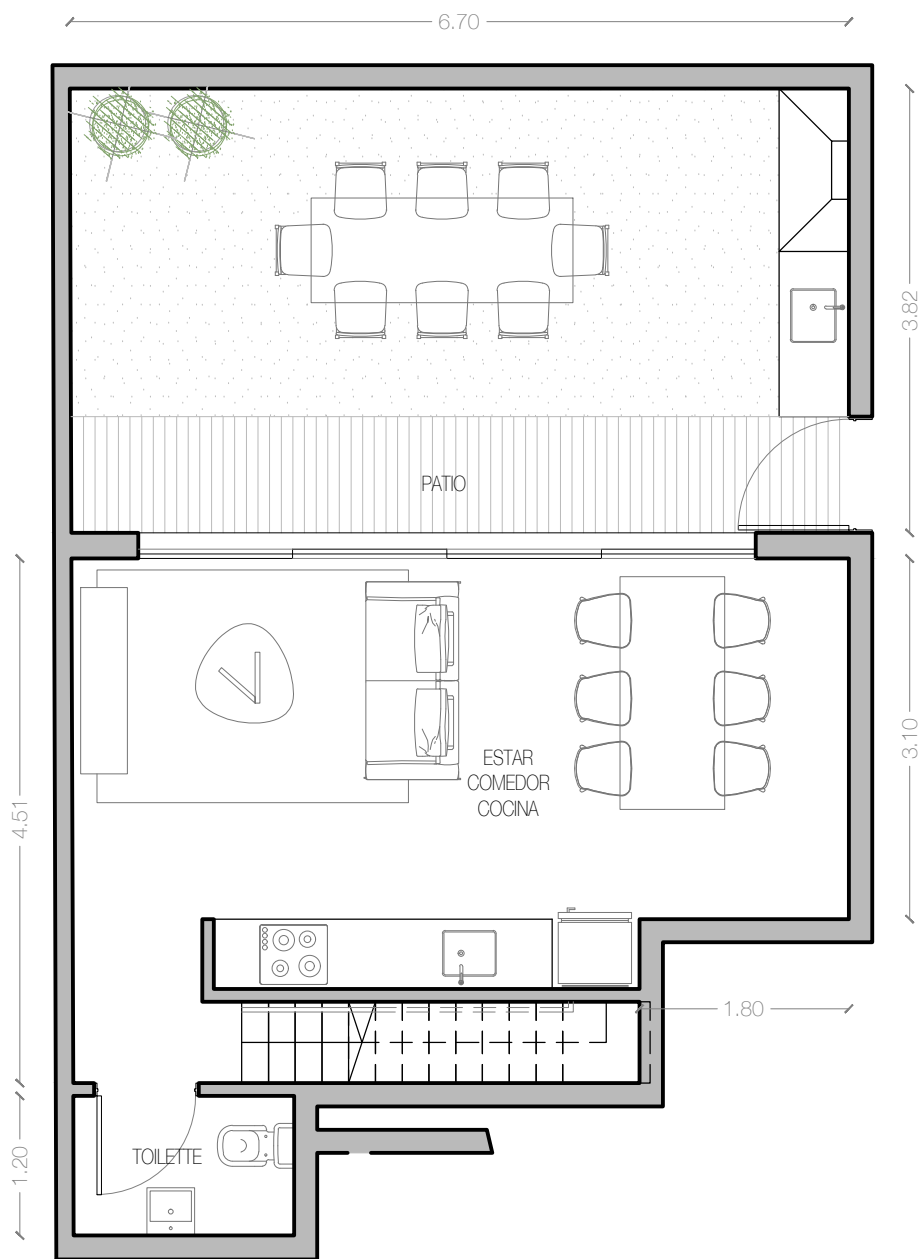 6.70
3.82
PATIO
ESTAR
COMEDOR
COCINA
3.10
4.51
1.80
TOILETTE
1.20